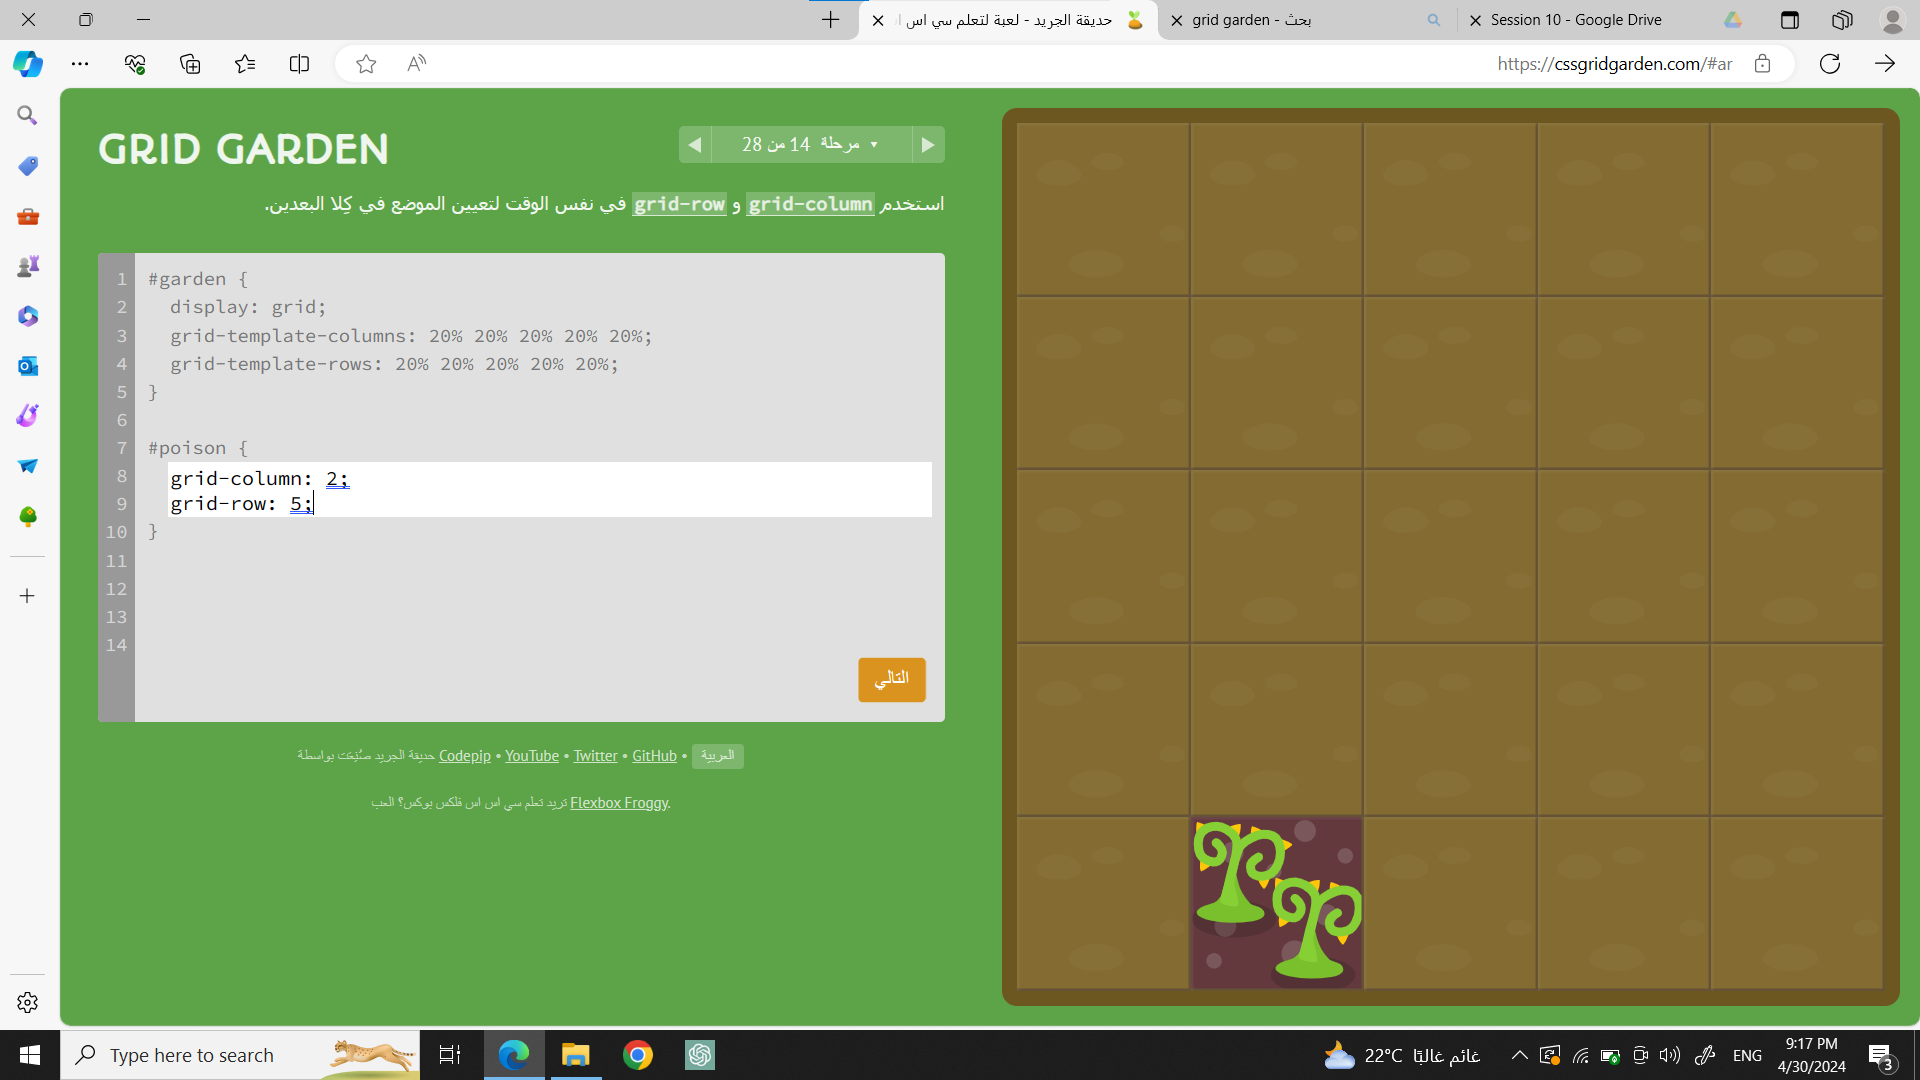 حديقة الجريد - لعبة لتعلم سي اس
grid garden - بحث
Session 10 - Google Drive
https://cssgridgarden.com/#ar
GRID GARDEN
مرحلة 14 من 28
استخدم grid-column و grid-row في نفس الوقت لتعيين الموضع في كِلا البعدين.
1 #garden {
2 display: grid;
3 grid-template-columns: 20% 20% 20% 20% 20%;
4 grid-template-rows: 20% 20% 20% 20% 20%;
5 }
6
7 #poison {
8 grid-column: 2;
9 grid-row: 5;
10 }
11
12
13
14
التالي
حديقة الجريد صُنِعَت بواسطة Codepip • YouTube • Twitter • GitHub • العربية
تريد تعلم سي اس اس فلكس بوكس؟ العب Flexbox Froggy.
Type here to search
22°C غائم غالبًا
ENG
9:17 PM
4/30/2024
3